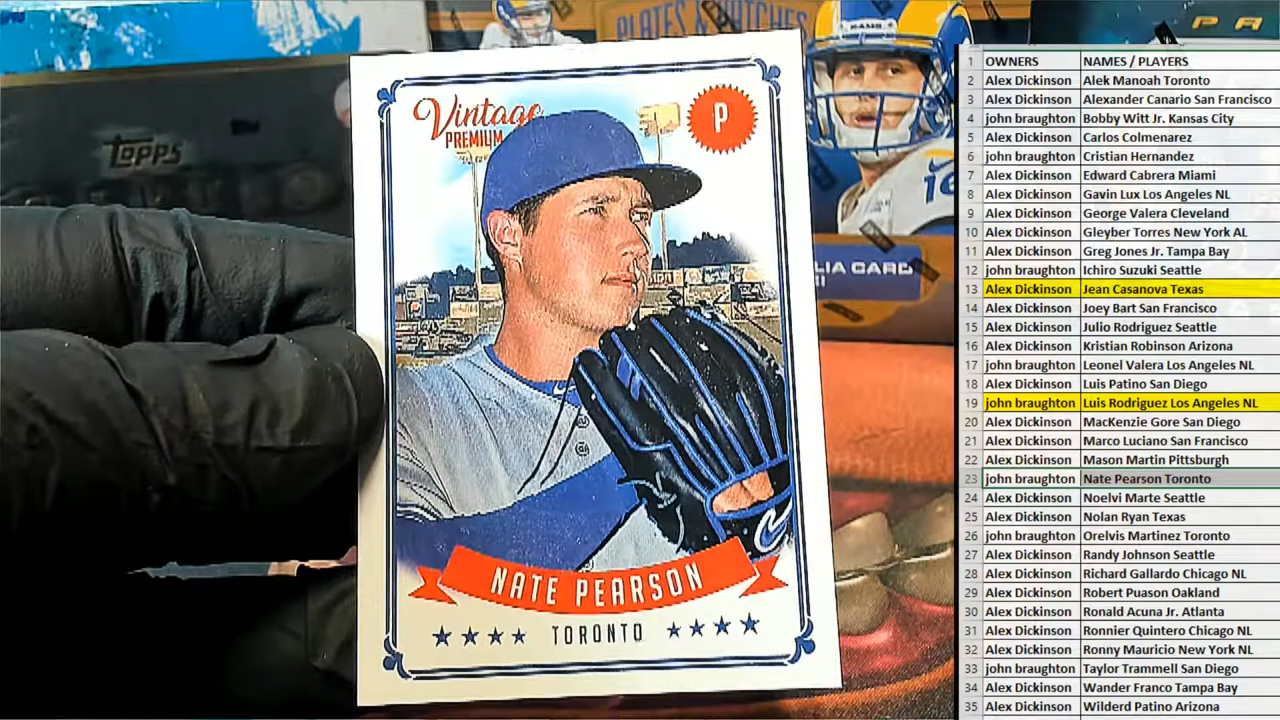 PLATES & PATCHES
RAMS
PA
TOPPS
Vintage
PREMIUM
P
16
LIA CARD
NATE PEARSON
★ ★ ★ ★ TORONTO ★ ★ ★ ★
1 OWNERS NAMES / PLAYERS
2 Alex Dickinson Alek Manoah Toronto
3 Alex Dickinson Alexander Canario San Francisco
4 john braughton Bobby Witt Jr. Kansas City
5 Alex Dickinson Carlos Colmenarez
6 john braughton Cristian Hernandez
7 Alex Dickinson Edward Cabrera Miami
8 Alex Dickinson Gavin Lux Los Angeles NL
9 Alex Dickinson George Valera Cleveland
10 Alex Dickinson Gleyber Torres New York AL
11 Alex Dickinson Greg Jones Jr. Tampa Bay
12 john braughton Ichiro Suzuki Seattle
13 Alex Dickinson Jean Casanova Texas
14 Alex Dickinson Joey Bart San Francisco
15 Alex Dickinson Julio Rodriguez Seattle
16 Alex Dickinson Kristian Robinson Arizona
17 john braughton Leonel Valera Los Angeles NL
18 Alex Dickinson Luis Patino San Diego
19 john braughton Luis Rodriguez Los Angeles NL
20 Alex Dickinson MacKenzie Gore San Diego
21 Alex Dickinson Marco Luciano San Francisco
22 Alex Dickinson Mason Martin Pittsburgh
23 john braughton Nate Pearson Toronto
24 Alex Dickinson Noelvi Marte Seattle
25 Alex Dickinson Nolan Ryan Texas
26 john braughton Orelvis Martinez Toronto
27 Alex Dickinson Randy Johnson Seattle
28 Alex Dickinson Richard Gallardo Chicago NL
29 Alex Dickinson Robert Puason Oakland
30 Alex Dickinson Ronald Acuna Jr. Atlanta
31 Alex Dickinson Ronnier Quintero Chicago NL
32 Alex Dickinson Ronny Mauricio New York NL
33 john braughton Taylor Trammell San Diego
34 Alex Dickinson Wander Franco Tampa Bay
35 Alex Dickinson Wilderd Patino Arizona